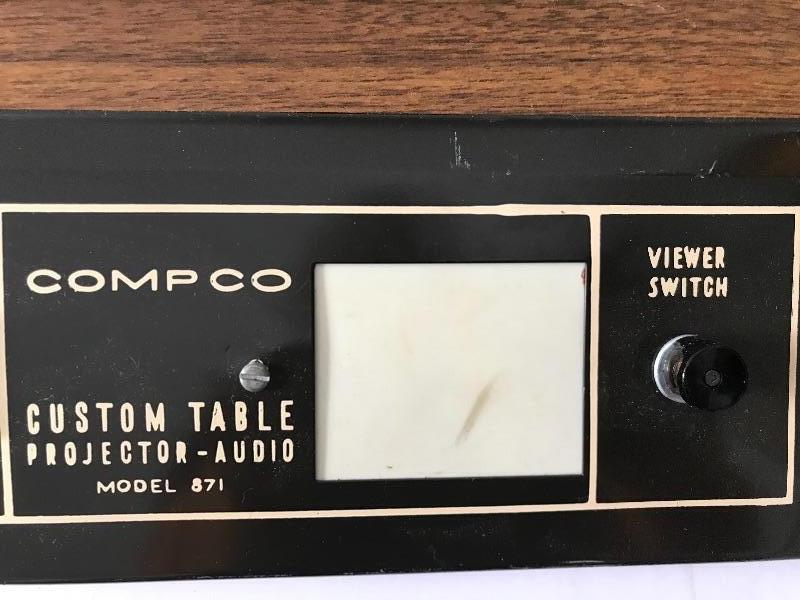 COMPCO
CUSTOM TABLE
PROJECTOR-AUDIO
MODEL 871
VIEWER
SWITCH